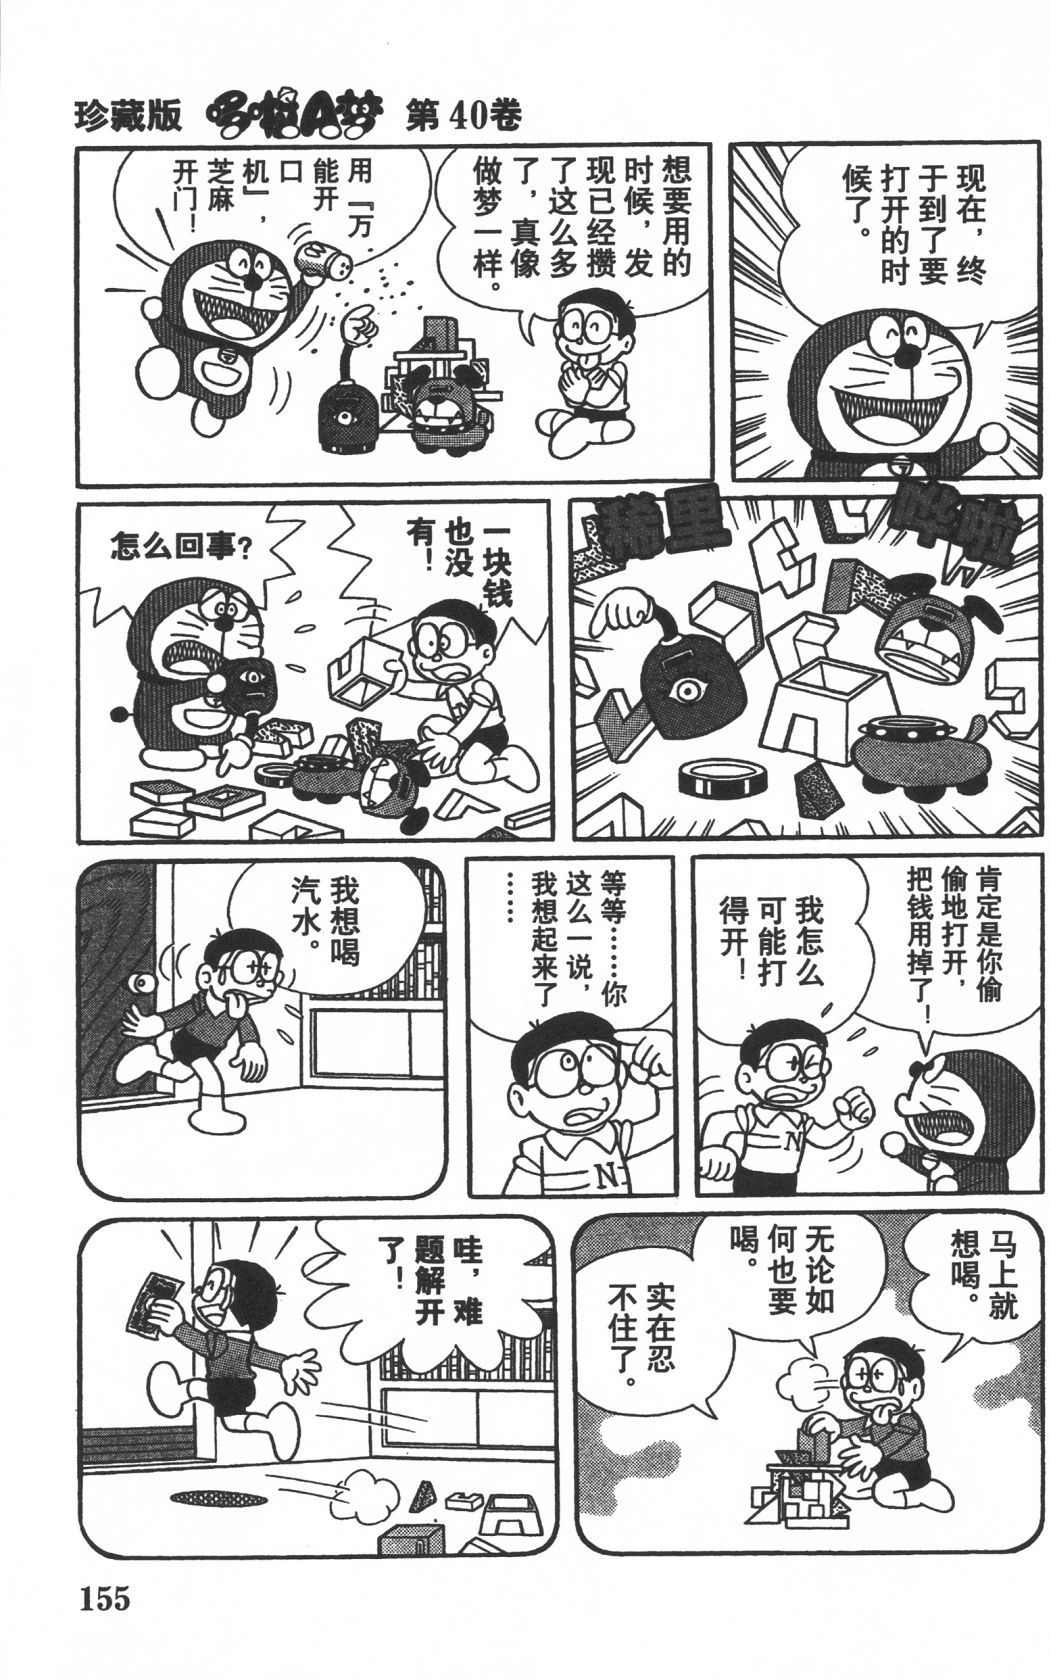 珍藏版 哆啦A梦 第40卷
现在，终
于到了要
打开的时
候了。
想要用的
时候，发
现已经攒
了这么多
了，真像
做梦一样。
用『万
能开
口
机』，
芝麻
开门！
稀里
哗啦
一块钱
也没
有！
怎么回事？
肯定是你偷
偷地打开，
把钱用掉了！
我怎么
可能打
得开！
等等……你
这么一说，
我想起来了
……
我想喝
汽水。
马上就
想喝。
无论如
何也要
喝。
实在忍
不住了。
哇，难
题解开
了！
155